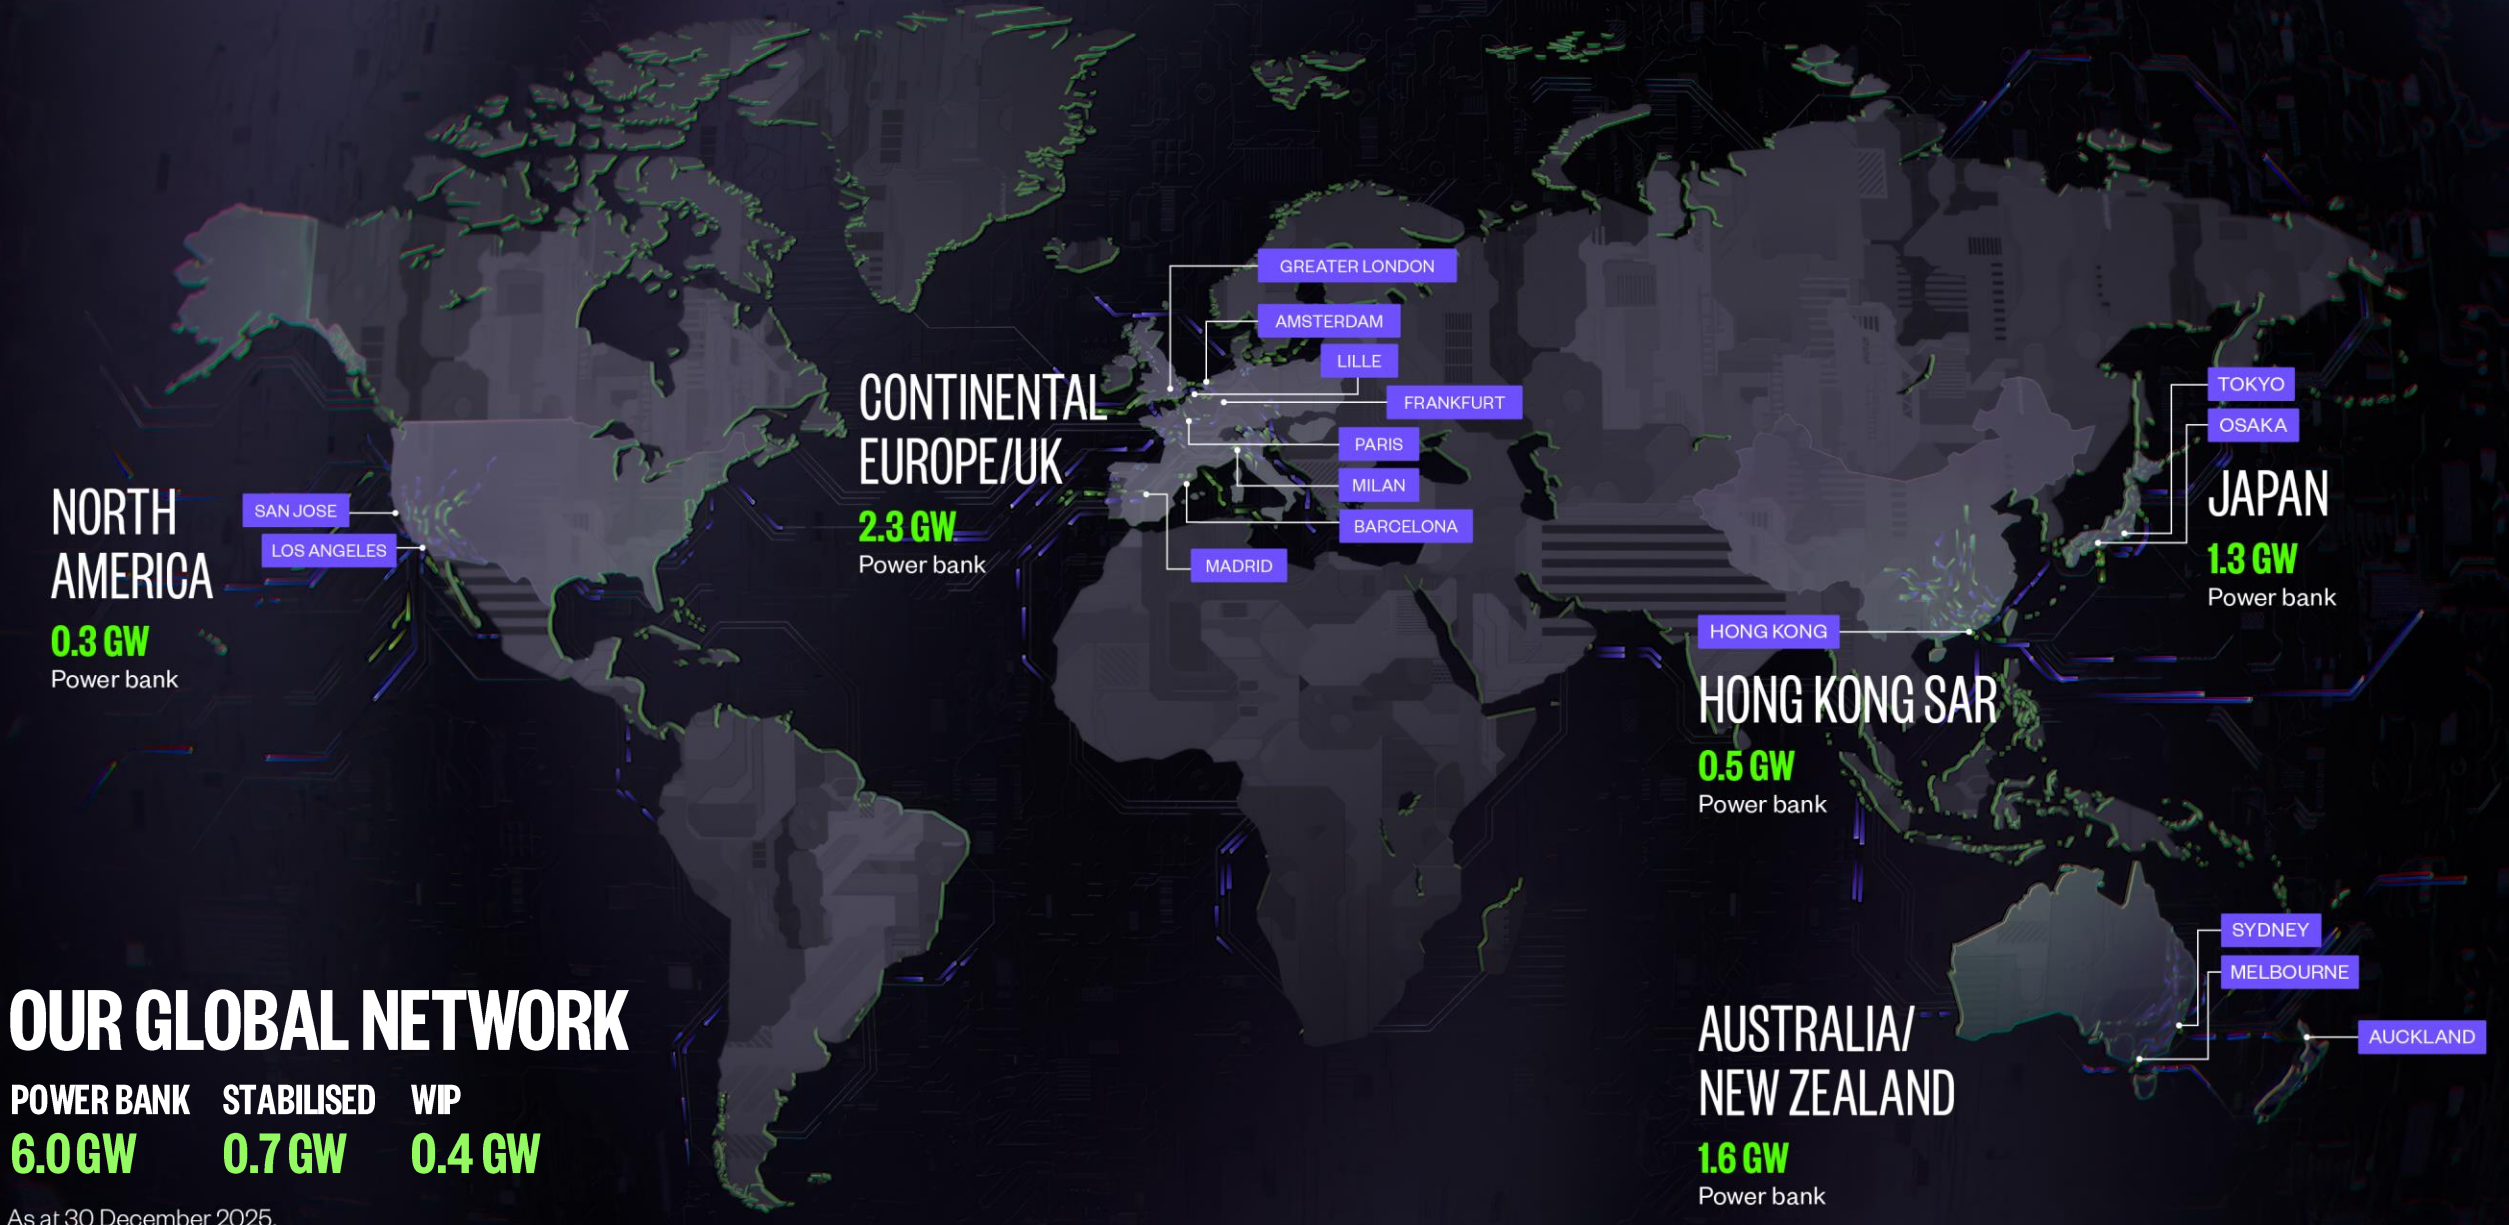 GREATER LONDON
AMSTERDAM
LILLE
FRANKFURT
PARIS
MILAN
BARCELONA
MADRID
CONTINENTAL
EUROPE/UK
2.3 GW
Power bank
NORTH
AMERICA
0.3 GW
Power bank
SAN JOSE
LOS ANGELES
TOKYO
OSAKA
JAPAN
1.3 GW
Power bank
HONG KONG
HONG KONG SAR
0.5 GW
Power bank
SYDNEY
MELBOURNE
AUCKLAND
AUSTRALIA/
NEW ZEALAND
1.6 GW
Power bank
OUR GLOBAL NETWORK
POWER BANK STABILISED WIP
6.0 GW 0.7 GW 0.4 GW
As at 30 December 2025.